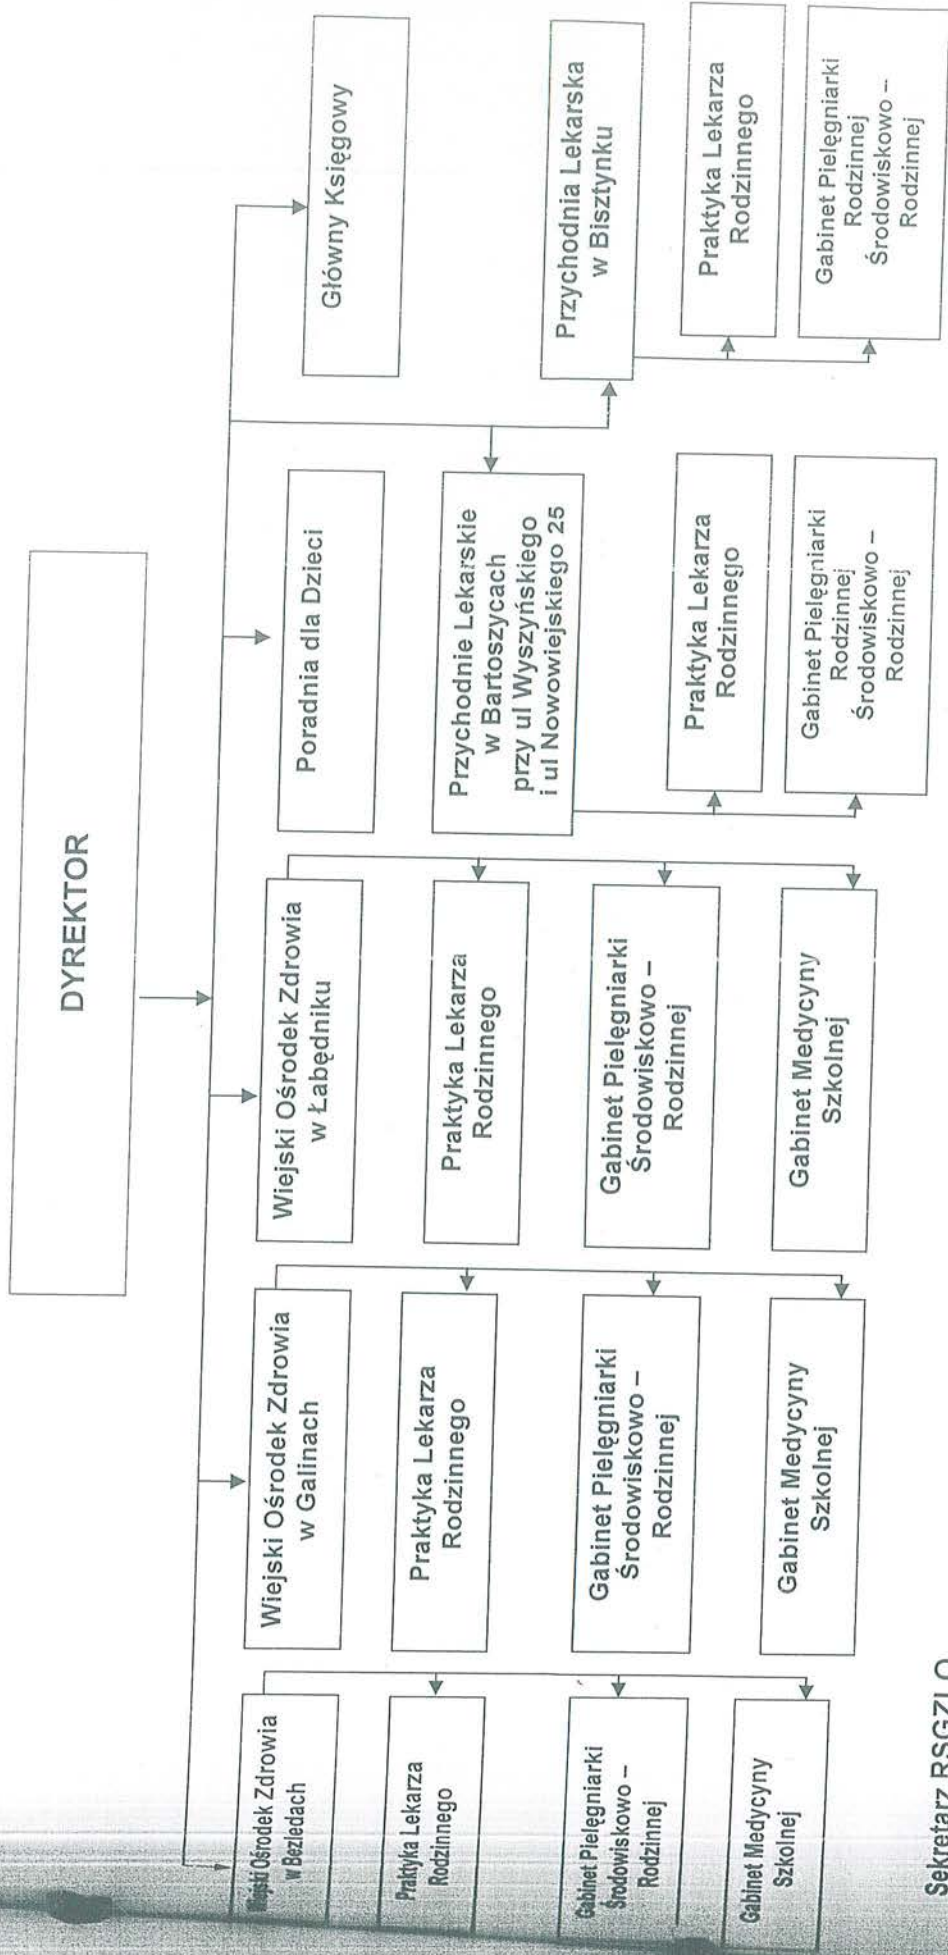 DYREKTOR
Wiejski Ośrodek Zdrowia
w Bezledach
Praktyka Lekarza
Rodzinnego
Gabinet Pielęgniarki
Środowiskowo –
Rodzinnej
Gabinet Medycyny
Szkolnej
Wiejski Ośrodek Zdrowia
w Galinach
Praktyka Lekarza
Rodzinnego
Gabinet Pielęgniarki
Środowiskowo –
Rodzinnej
Gabinet Medycyny
Szkolnej
Wiejski Ośrodek Zdrowia
w Łabędniku
Praktyka Lekarza
Rodzinnego
Gabinet Pielęgniarki
Środowiskowo –
Rodzinnej
Gabinet Medycyny
Szkolnej
Poradnia dla Dzieci
Przychodnie Lekarskie
w Bartoszycach
przy ul Wyszyńskiego
i ul Nowowiejskiego 25
Praktyka Lekarza
Rodzinnego
Gabinet Pielęgniarki
Rodzinnej
Środowiskowo –
Rodzinnej
Główny Księgowy
Przychodnia Lekarska
w Bisztynku
Praktyka Lekarza
Rodzinnego
Gabinet Pielęgniarki
Rodzinnej
Środowiskowo –
Rodzinnej
Sekretarz RSGZLO